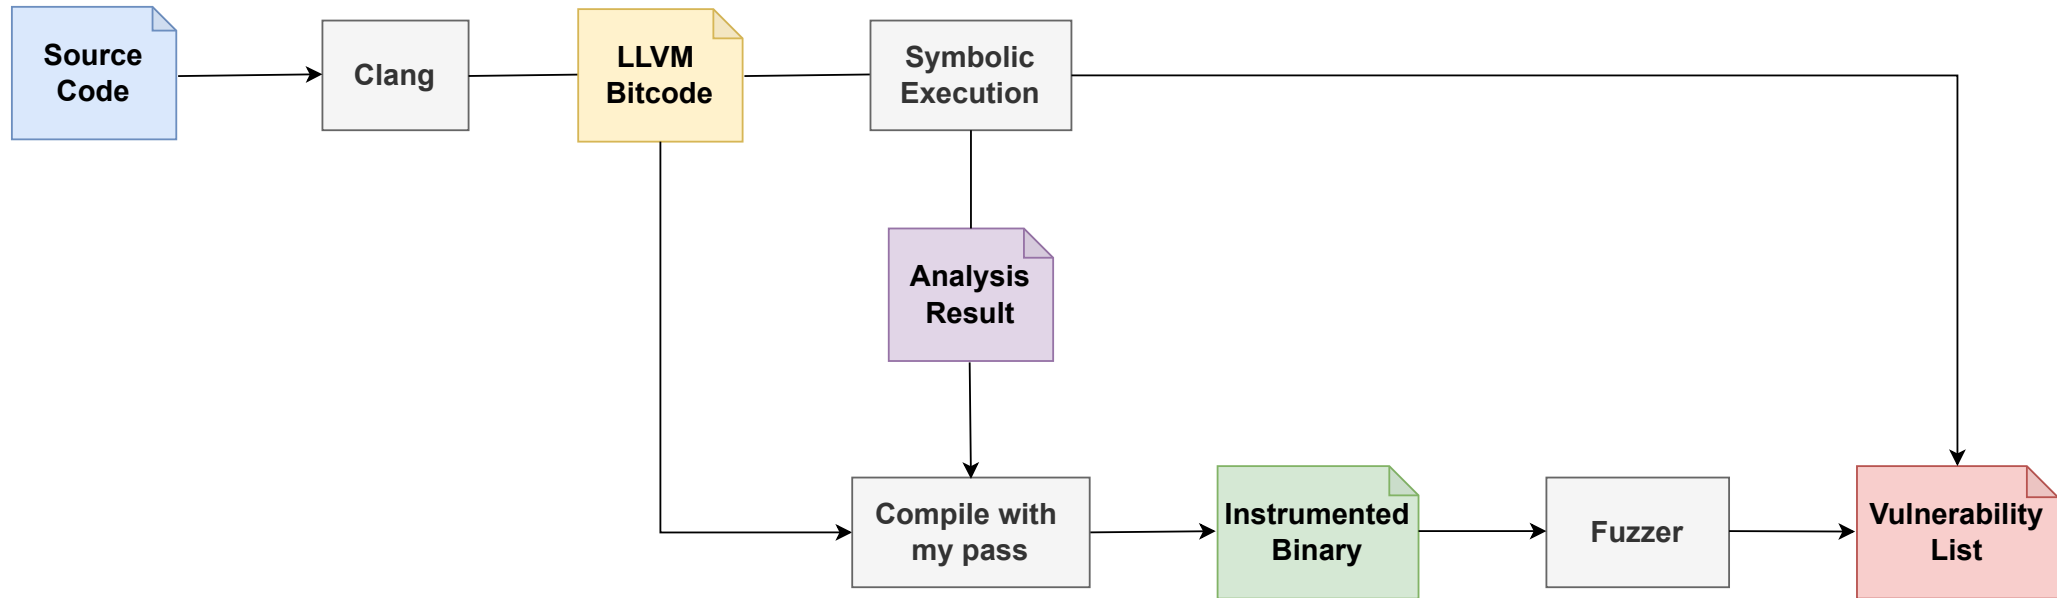 Source
Code
Clang
LLVM
Bitcode
Symbolic
Execution
Analysis
Result
Compile with
my pass
Instrumented
Binary
Fuzzer
Vulnerability
List